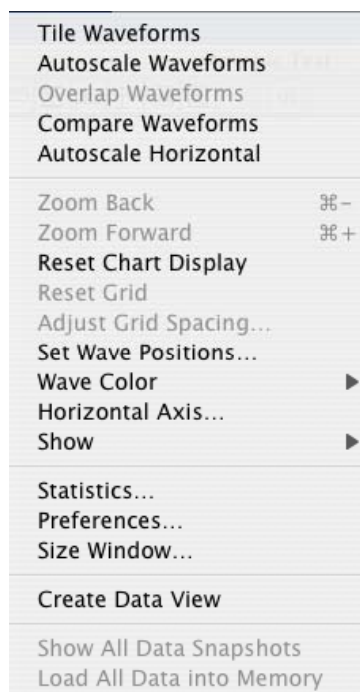 Tile Waveforms
Autoscale Waveforms
Overlap Waveforms
Compare Waveforms
Autoscale Horizontal
Zoom Back ⌘-
Zoom Forward ⌘+
Reset Chart Display
Reset Grid
Adjust Grid Spacing...
Set Wave Positions...
Wave Color
Horizontal Axis...
Show
Statistics...
Preferences...
Size Window...
Create Data View
Show All Data Snapshots
Load All Data into Memory